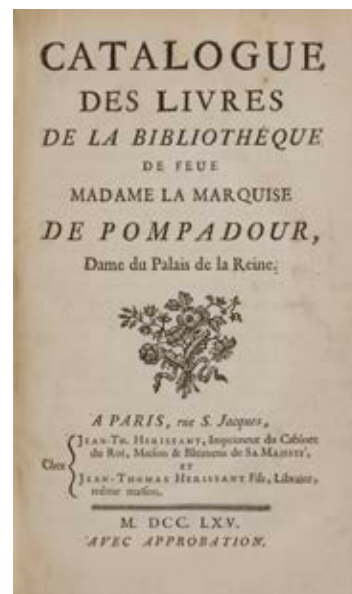 CATALOGUE
DES LIVRES
DE LA BIBLIOTHÉQUE
DE FEUE
MADAME LA MARQUISE
DE POMPADOUR,
Dame du Palais de la Reine.
A PARIS, rue S. Jacques,
Chez
JEAN-TH. HERISSANT, Imprimeur du Cabinet
du Roi, Maison & Bâtimens de SA MAJESTÉ,
ET
JEAN-THOMAS HERISSANT Fils, Libraire,
même maison.
M. DCC. LXV.
AVEC APPROBATION.